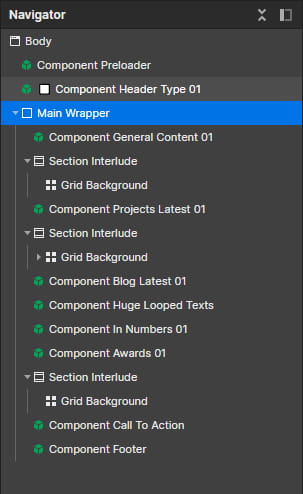 Navigator
Body
Component Preloader
Component Header Type 01
Main Wrapper
Component General Content 01
Section Interlude
Grid Background
Component Projects Latest 01
Section Interlude
Grid Background
Component Blog Latest 01
Component Huge Looped Texts
Component In Numbers 01
Component Awards 01
Section Interlude
Grid Background
Component Call To Action
Component Footer